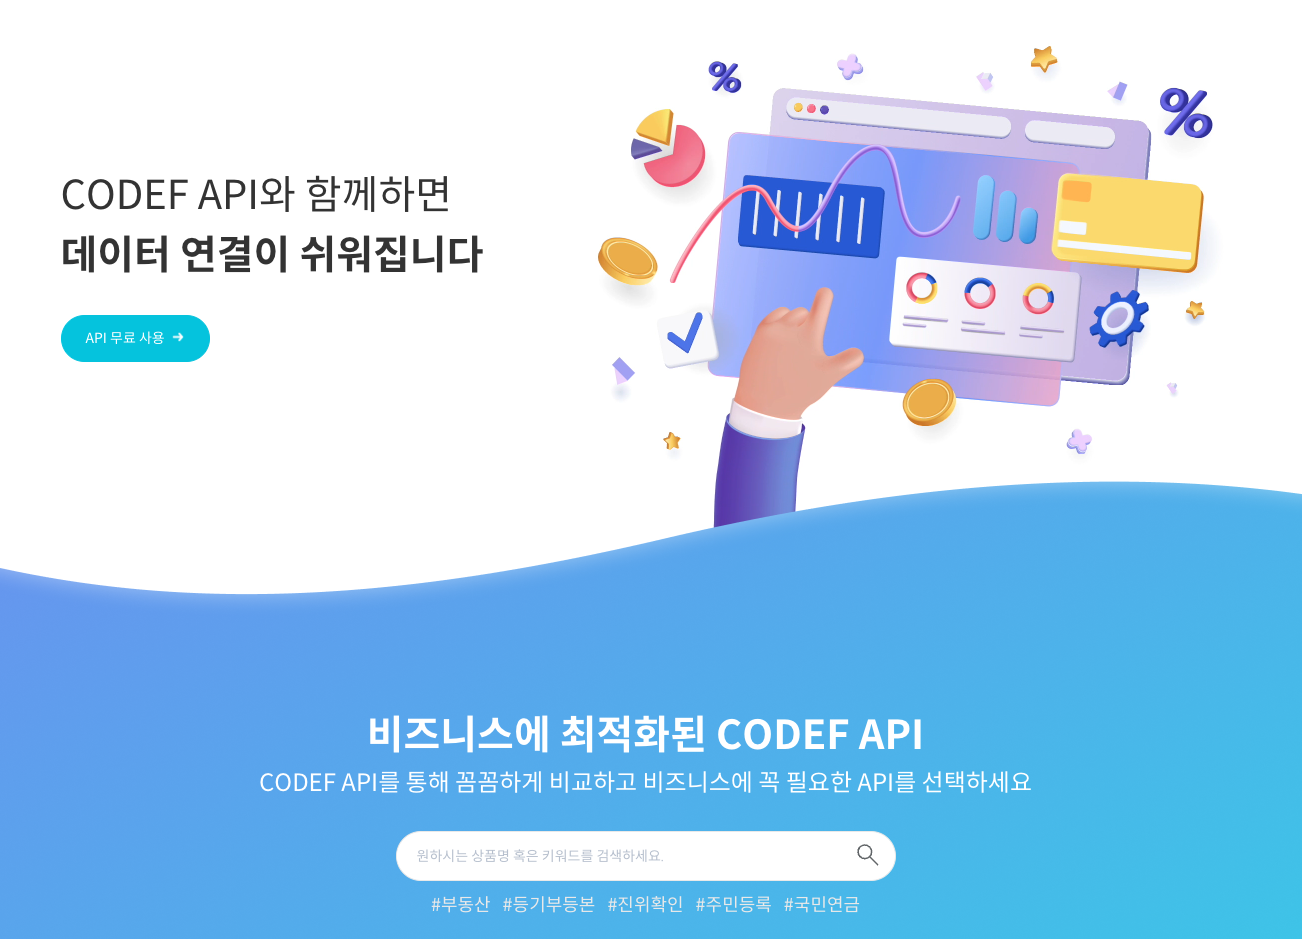 CODEF API와 함께하면
데이터 연결이 쉬워집니다
API 무료 사용 →
%
%
비즈니스에 최적화된 CODEF API
CODEF API를 통해 꼼꼼하게 비교하고 비즈니스에 꼭 필요한 API를 선택하세요
원하시는 상품명 혹은 키워드를 검색하세요.
#부동산 #등기부등본 #진위확인 #주민등록 #국민연금